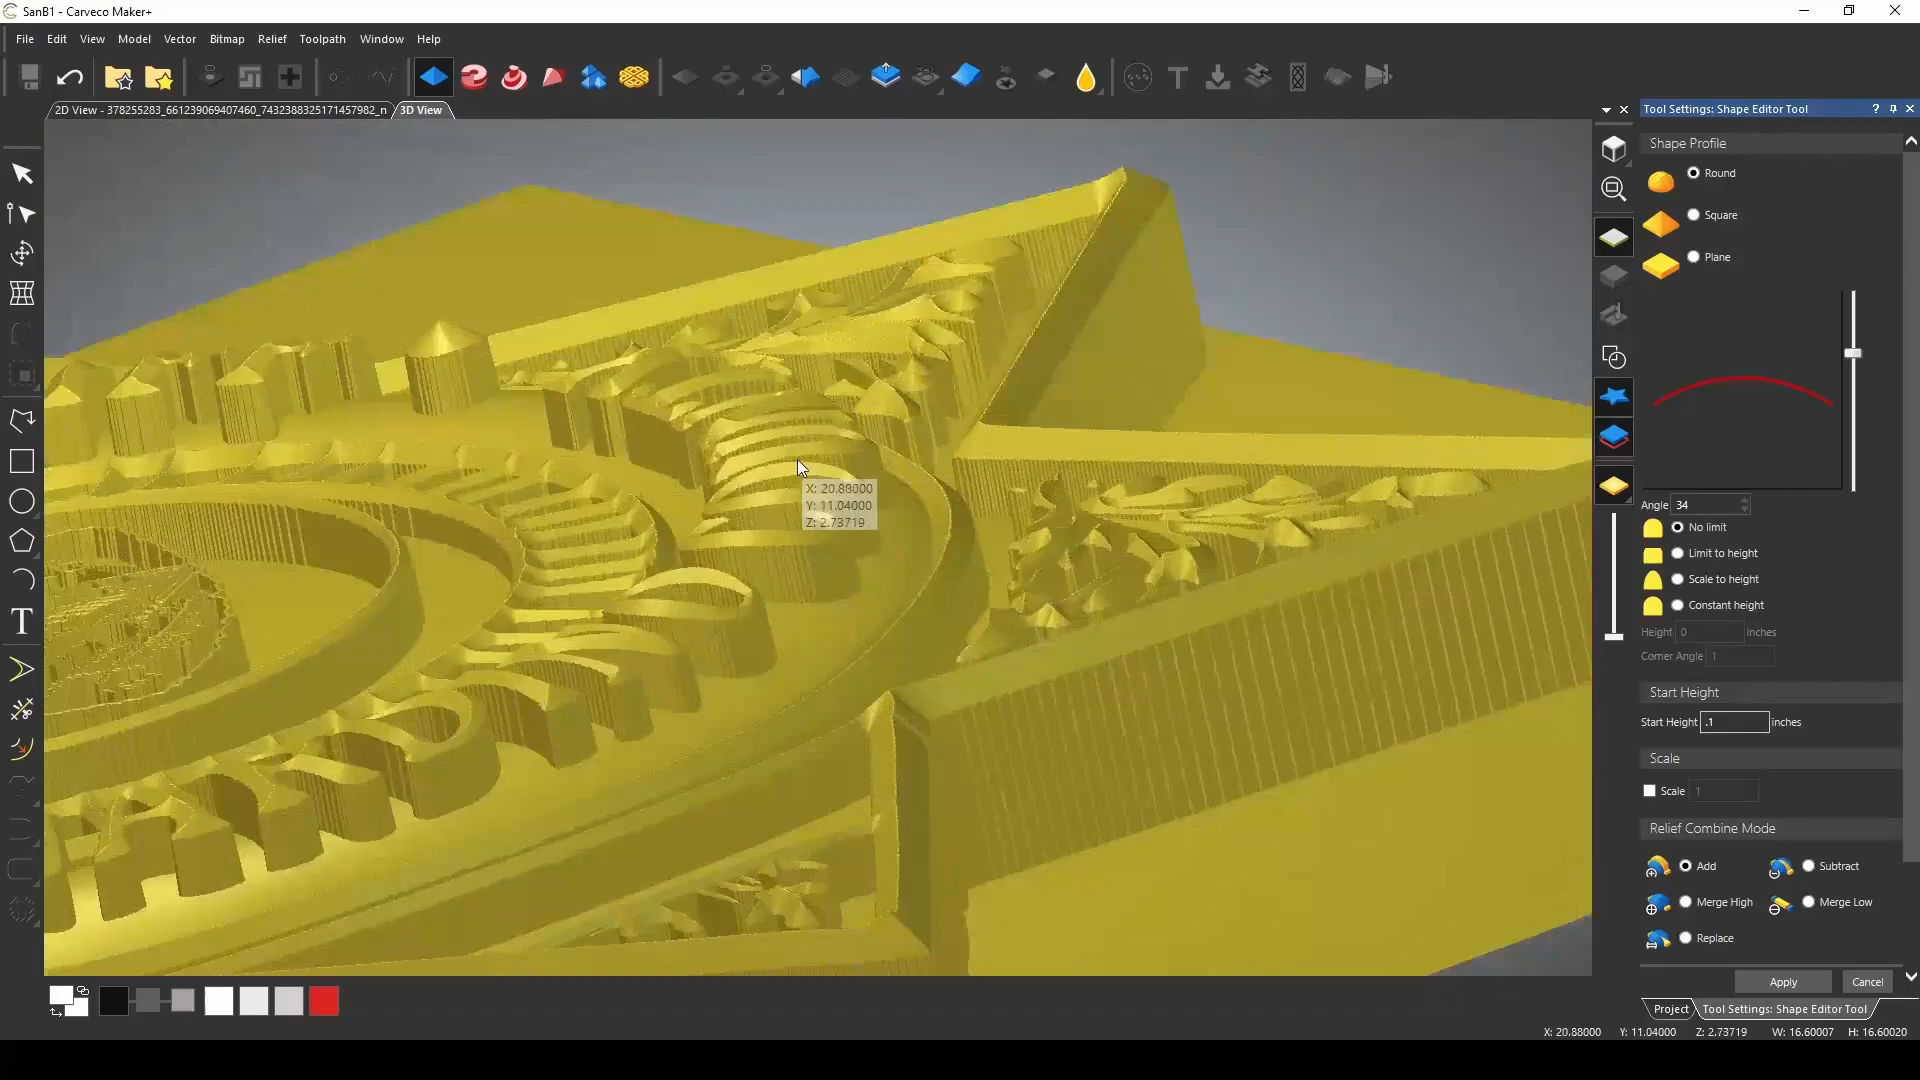 SanB1 - Carveco Maker+
File Edit View Model Vector Bitmap Relief Toolpath Window Help
2D View - 378255283_661239069407460_7432388325171457982_n 3D View
Tool Settings: Shape Editor Tool
Shape Profile
Round
Square
Plane
Angle 34
No limit
Limit to height
Scale to height
Constant height
Height 0 inches
Corner Angle 1
Start Height
Start Height .1 inches
Scale
Scale 1
Relief Combine Mode
Add Subtract
Merge High Merge Low
Replace
Apply Cancel
Project Tool Settings: Shape Editor Tool
X: 20.88000
Y: 11.04000
Z: 2.73719
X: 20.88000 Y: 11.04000 Z: 2.73719 W: 16.60007 H: 16.60020